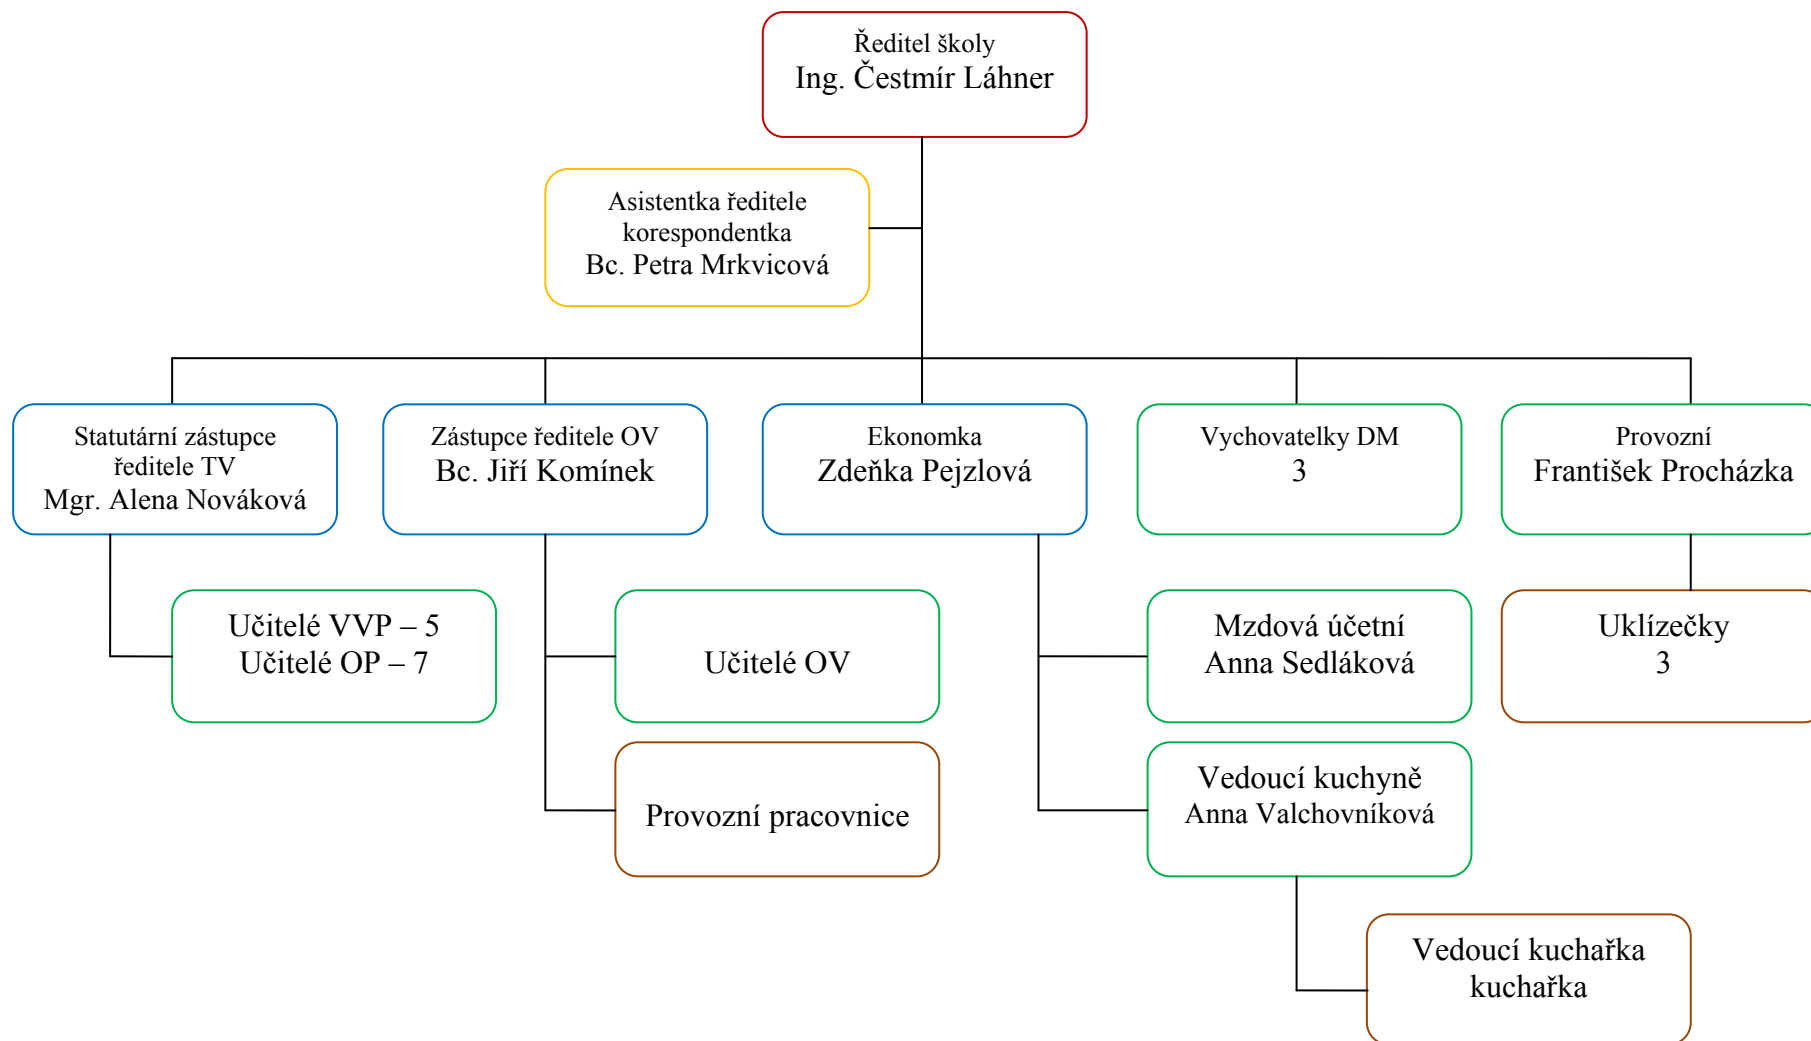 Ředitel školy
Ing. Čestmír Láhner
Asistentka ředitele
korespondentka
Bc. Petra Mrkvicová
Statutární zástupce
ředitele TV
Mgr. Alena Nováková
Zástupce ředitele OV
Bc. Jiří Komínek
Ekonomka
Zdeňka Pejzlová
Vychovatelky DM
3
Provozní
František Procházka
Učitelé VVP – 5
Učitelé OP – 7
Učitelé OV
Mzdová účetní
Anna Sedláková
Uklízečky
3
Provozní pracovnice
Vedoucí kuchyně
Anna Valchovníková
Vedoucí kuchařka
kuchařka